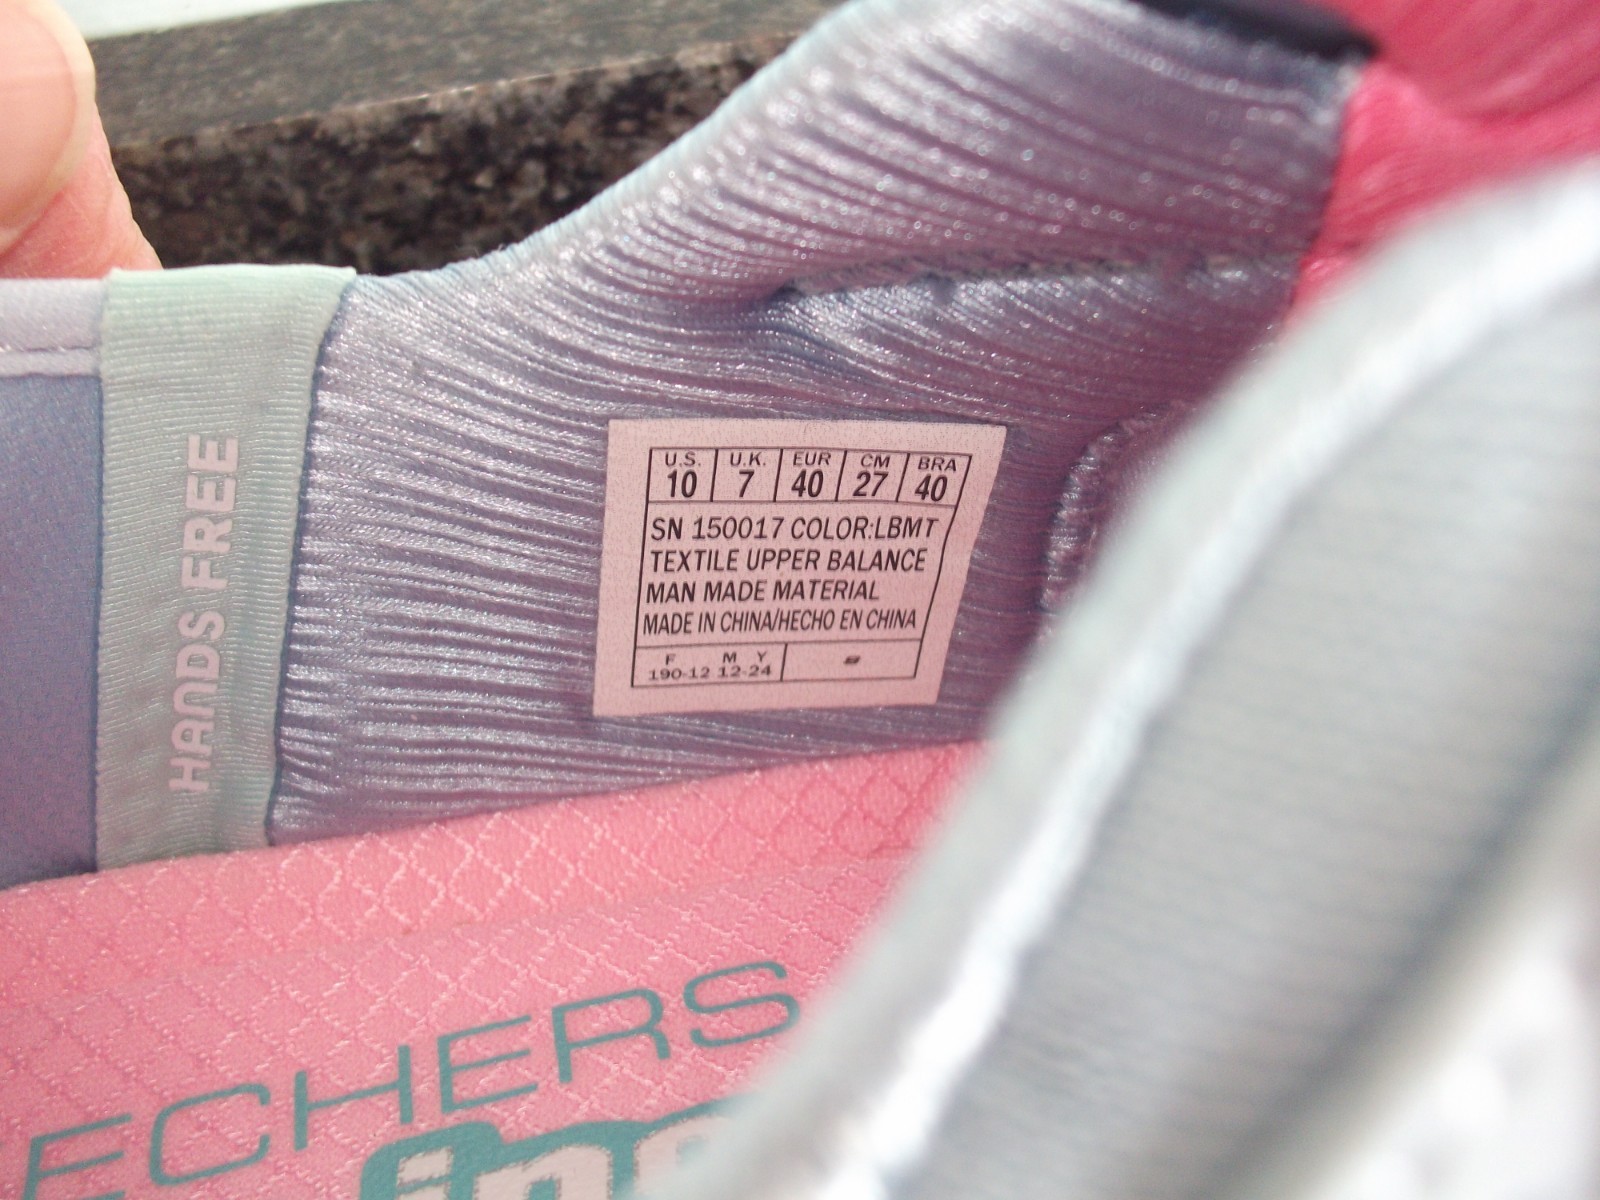 HANDS FREE
U.S. U.K. EUR CM BRA
10 7 40 27 40
SN 150017 COLOR:LBMT
TEXTILE UPPER BALANCE
MAN MADE MATERIAL
MADE IN CHINA/HECHO EN CHINA
F M Y
190-12 12-24
ECHERS
in